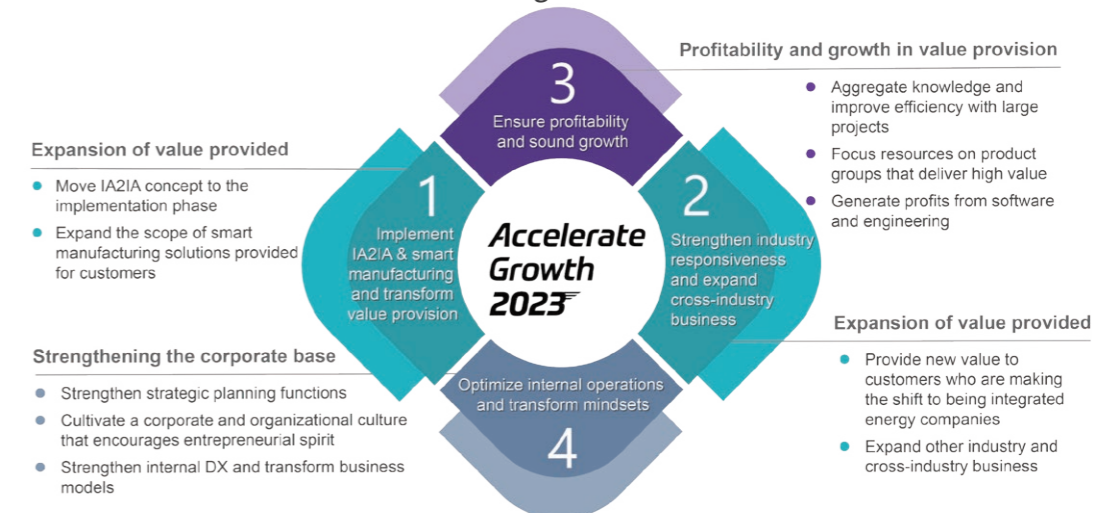 Profitability and growth in value provision
Aggregate knowledge and
improve efficiency with large
projects
Focus resources on product
groups that deliver high value
Generate profits from software
and engineering
3
Ensure profitability
and sound growth
Expansion of value provided
Move IA2IA concept to the
implementation phase
Expand the scope of smart
manufacturing solutions provided
for customers
1
Implement
IA2IA & smart
manufacturing
and transform
value provision
Accelerate
Growth
2023
2
Strengthen industry
responsiveness
and expand
cross-industry
business
Expansion of value provided
Provide new value to
customers who are making
the shift to being integrated
energy companies
Expand other industry and
cross-industry business
Strengthening the corporate base
Strengthen strategic planning functions
Cultivate a corporate and organizational culture
that encourages entrepreneurial spirit
Strengthen internal DX and transform business
models
Optimize internal operations
and transform mindsets
4